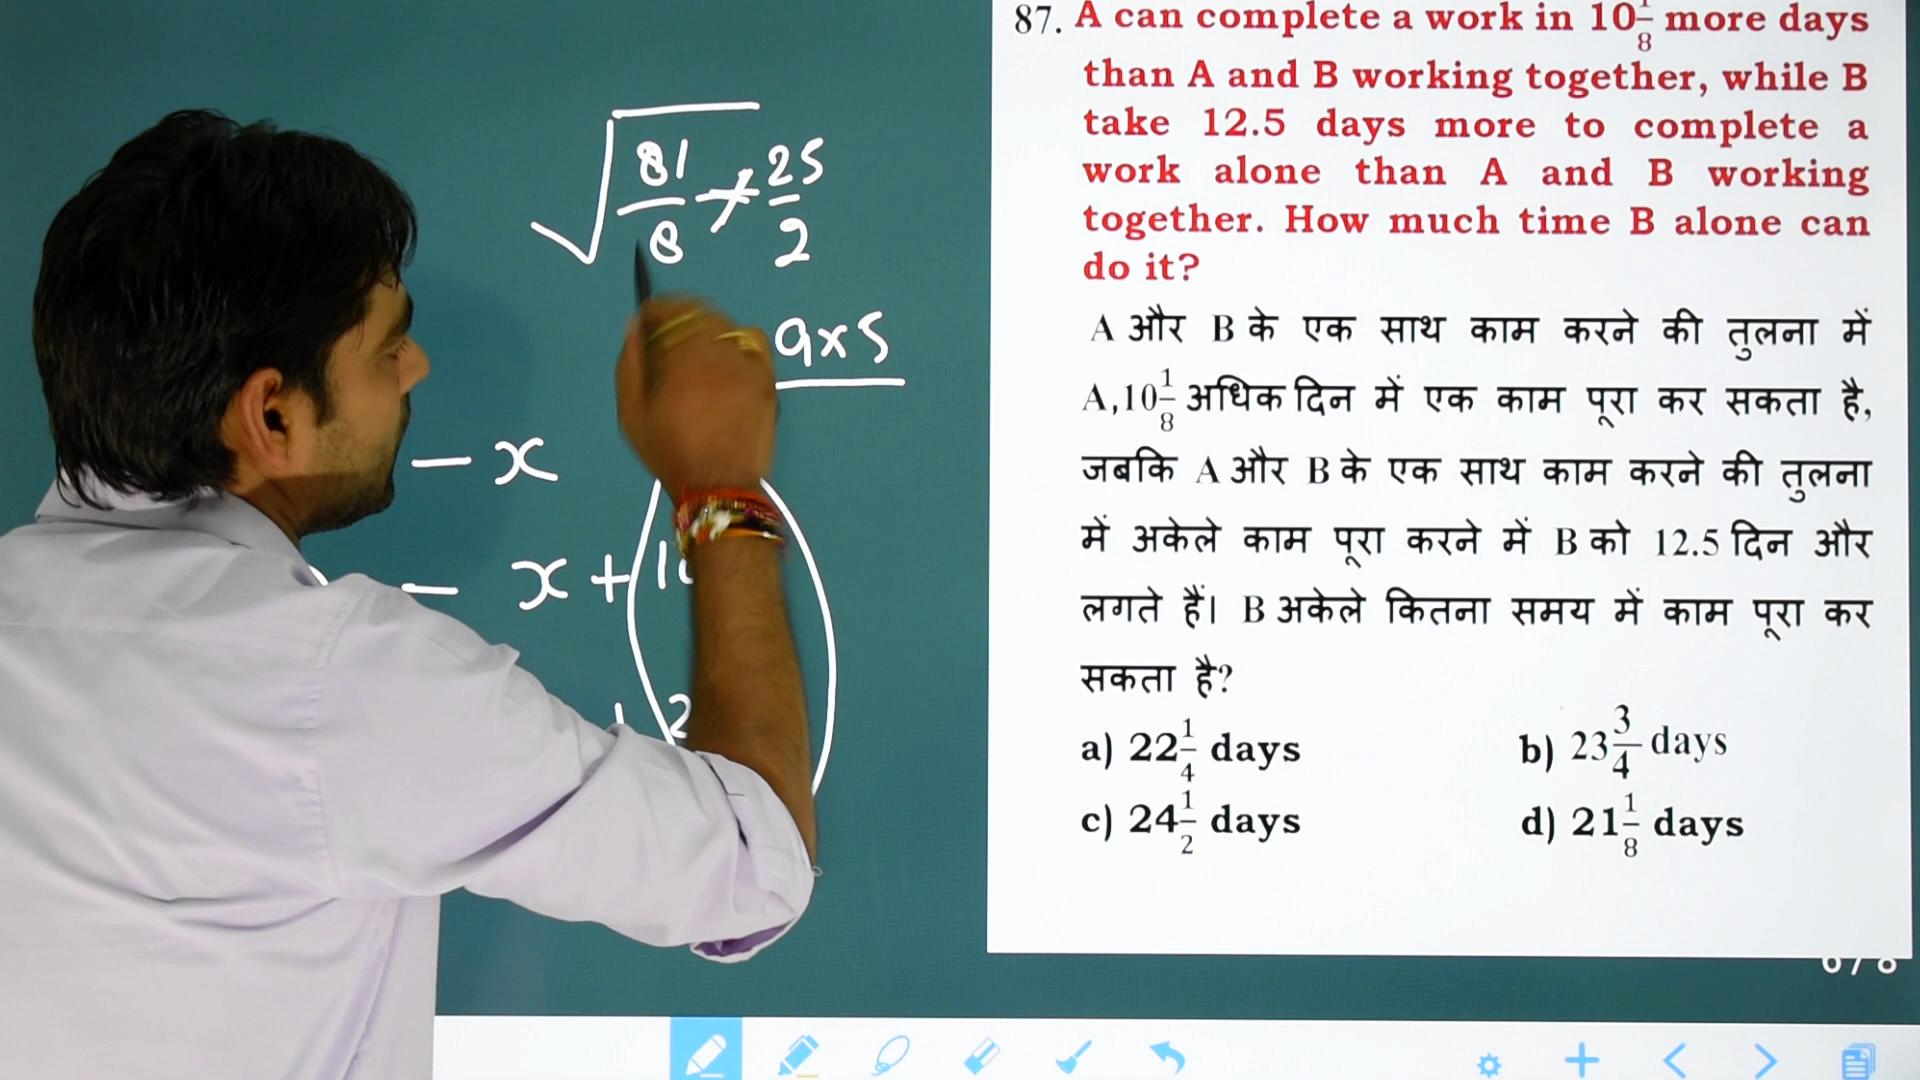 87. A can complete a work in 10 1/8 more days
than A and B working together, while B
take 12.5 days more to complete a
work alone than A and B working
together. How much time B alone can
do it?
A और B के एक साथ काम करने की तुलना में
A,10 1/8 अधिक दिन में एक काम पूरा कर सकता है,
जबकि A और B के एक साथ काम करने की तुलना
में अकेले काम पूरा करने में B को 12.5 दिन और
लगते हैं। B अकेले कितना समय में काम पूरा कर
सकता है?
a) 22 1/4 days
b) 23 3/4 days
c) 24 1/2 days
d) 21 1/8 days
√81/8 × 25/2
9×5
- x
- x + 1
2